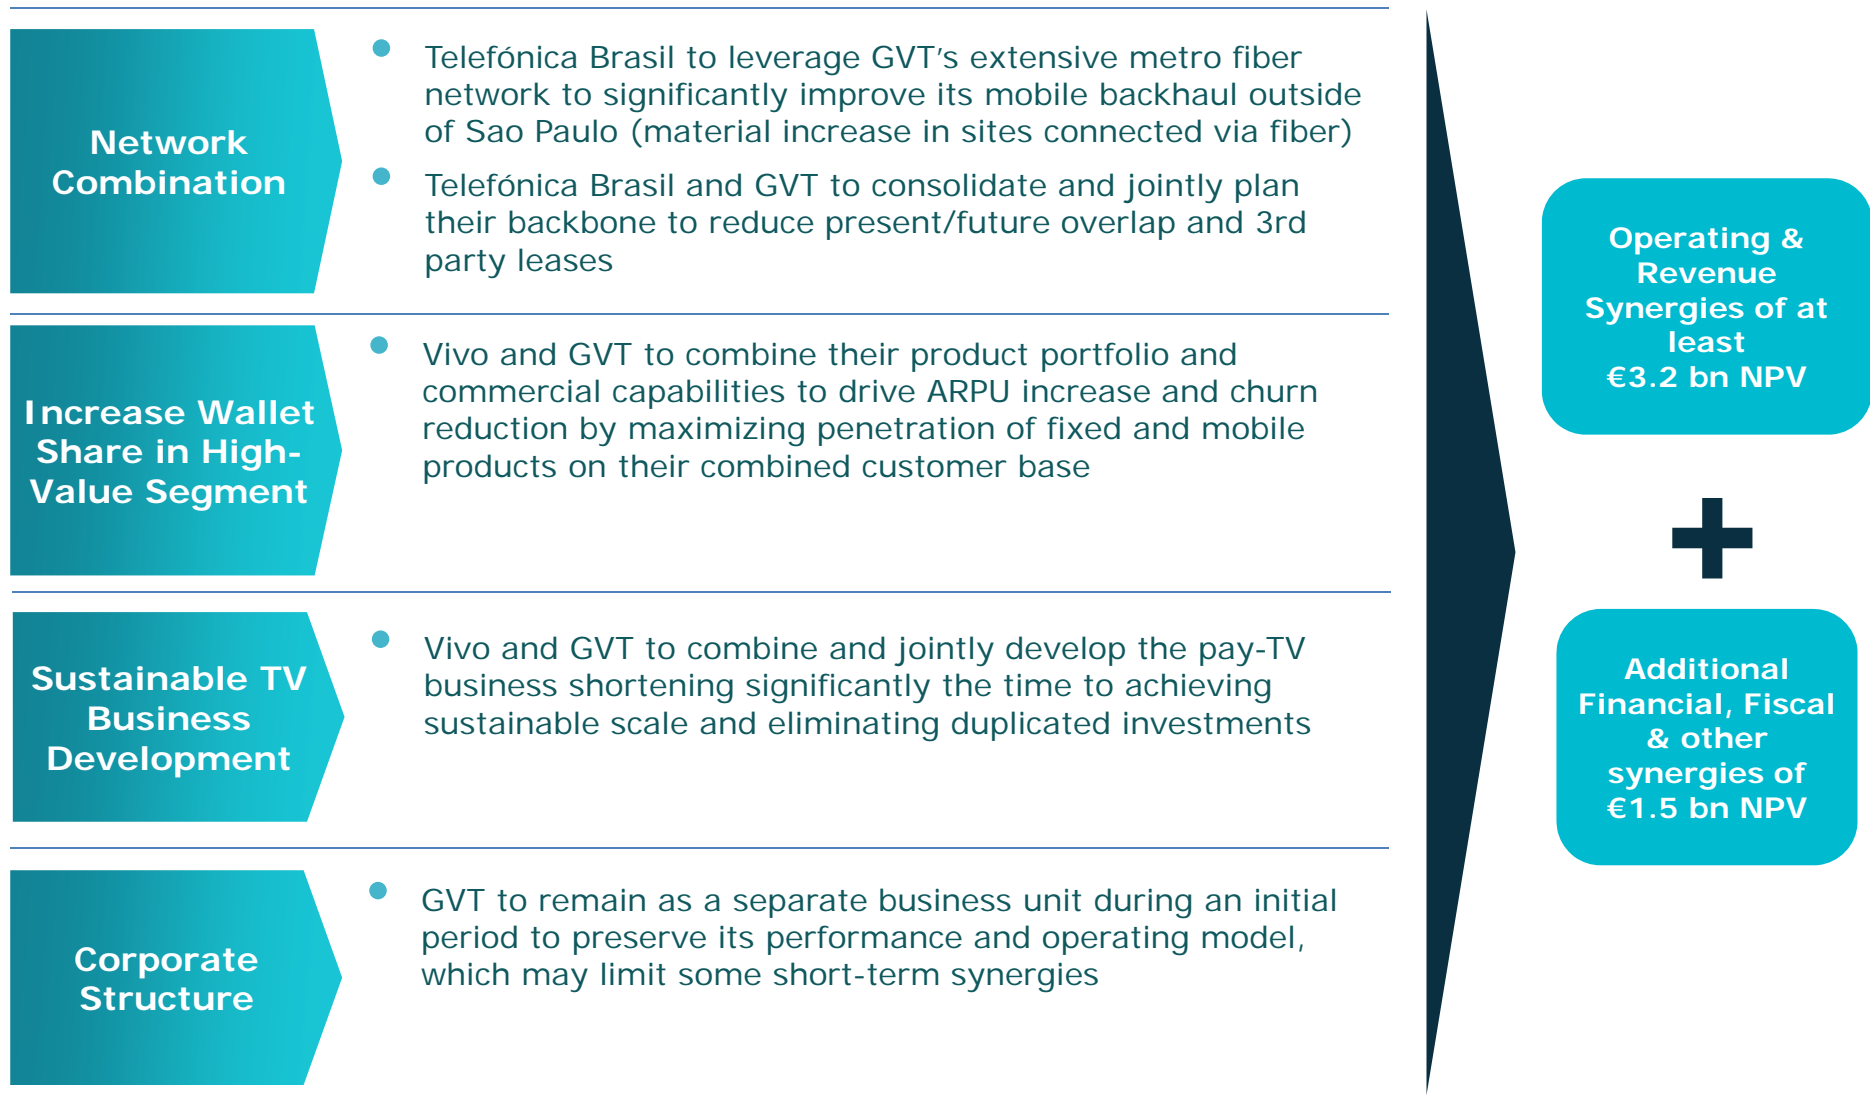 Network
Combination
Telefónica Brasil to leverage GVT’s extensive metro fiber
network to significantly improve its mobile backhaul outside
of Sao Paulo (material increase in sites connected via fiber)
Telefónica Brasil and GVT to consolidate and jointly plan
their backbone to reduce present/future overlap and 3rd
party leases
Increase Wallet
Share in High-
Value Segment
Vivo and GVT to combine their product portfolio and
commercial capabilities to drive ARPU increase and churn
reduction by maximizing penetration of fixed and mobile
products on their combined customer base
Sustainable TV
Business
Development
Vivo and GVT to combine and jointly develop the pay-TV
business shortening significantly the time to achieving
sustainable scale and eliminating duplicated investments
Corporate
Structure
GVT to remain as a separate business unit during an initial
period to preserve its performance and operating model,
which may limit some short-term synergies
Operating &
Revenue
Synergies of at
least
€3.2 bn NPV
+
Additional
Financial, Fiscal
& other
synergies of
€1.5 bn NPV